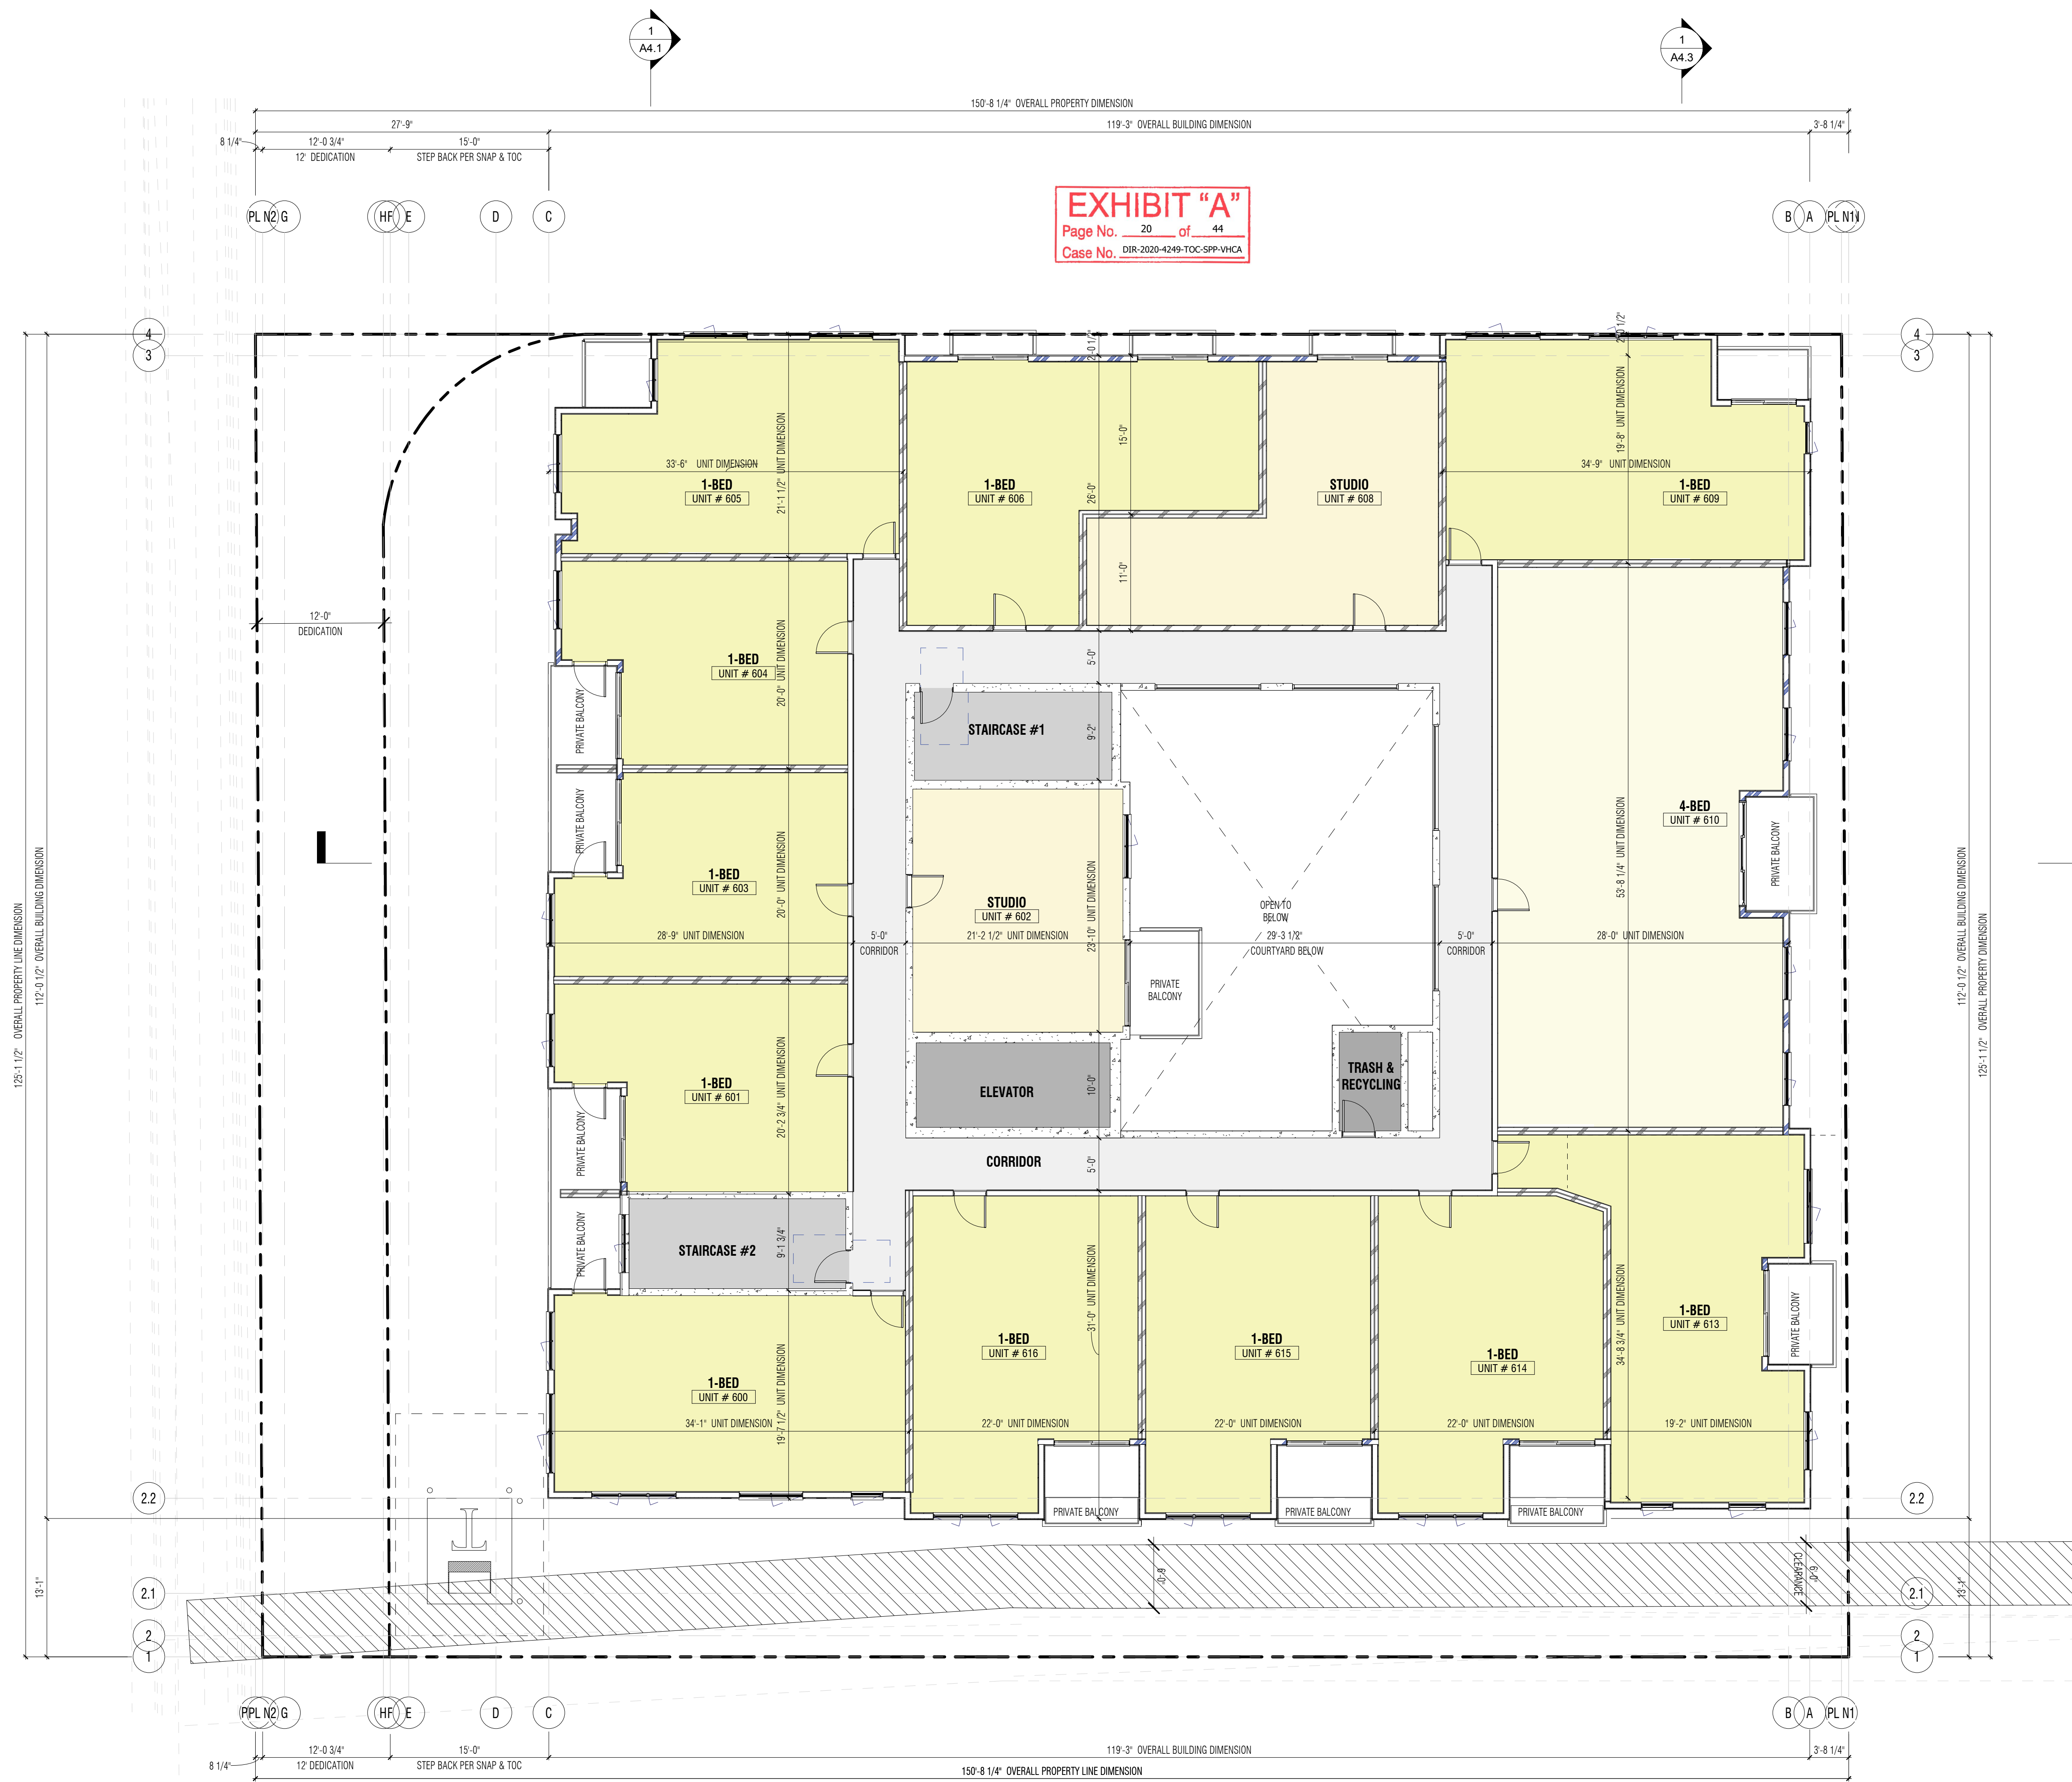 1
A4.1
1
A4.3
150'-8 1/4" OVERALL PROPERTY DIMENSION
27'-9"
119'-3" OVERALL BUILDING DIMENSION
3'-8 1/4"
8 1/4"
12'-0 3/4"
15'-0"
12' DEDICATION
STEP BACK PER SNAP & TOC
EXHIBIT "A"
Page No. 20 of 44
Case No. DIR-2020-4249-TOC-SPP-VHCA
PL N2
G
HF
E
D
C
B
A
PL N1
4
3
4
3
2'-0 1/2"
2'-0 1/2"
33'-6" UNIT DIMENSION
1-BED
UNIT # 605
21'-1 1/2" UNIT DIMENSION
1-BED
UNIT # 606
15'-0"
26'-0"
11'-0"
STUDIO
UNIT # 608
19'-8" UNIT DIMENSION
34'-9" UNIT DIMENSION
1-BED
UNIT # 609
12'-0"
DEDICATION
1-BED
UNIT # 604
20'-0" UNIT DIMENSION
5'-0"
PRIVATE BALCONY
STAIRCASE #1
9'-2"
PRIVATE BALCONY
4-BED
UNIT # 610
53'-8 1/4" UNIT DIMENSION
PRIVATE BALCONY
1-BED
UNIT # 603
20'-0" UNIT DIMENSION
STUDIO
UNIT # 602
23'-10" UNIT DIMENSION
OPEN TO
BELOW
28'-9" UNIT DIMENSION
5'-0"
CORRIDOR
21'-2 1/2" UNIT DIMENSION
29'-3 1/2"
COURTYARD BELOW
5'-0"
CORRIDOR
28'-0" UNIT DIMENSION
125'-1 1/2" OVERALL PROPERTY LINE DIMENSION
112'-0 1/2" OVERALL BUILDING DIMENSION
112'-0 1/2" OVERALL BUILDING DIMENSION
125'-1 1/2" OVERALL PROPERTY DIMENSION
PRIVATE
BALCONY
1-BED
UNIT # 601
20'-2 3/4" UNIT DIMENSION
ELEVATOR
10'-0"
TRASH &
RECYCLING
PRIVATE BALCONY
CORRIDOR
5'-0"
PRIVATE BALCONY
STAIRCASE #2
9'-1 3/4"
1-BED
UNIT # 616
31'-0" UNIT DIMENSION
1-BED
UNIT # 615
1-BED
UNIT # 614
34'-8 3/4" UNIT DIMENSION
1-BED
UNIT # 613
PRIVATE BALCONY
1-BED
UNIT # 600
19'-7 1/2" UNIT DIMENSION
34'-1" UNIT DIMENSION
22'-0" UNIT DIMENSION
22'-0" UNIT DIMENSION
22'-0" UNIT DIMENSION
19'-2" UNIT DIMENSION
2.2
2.2
PRIVATE BALCONY
PRIVATE BALCONY
PRIVATE BALCONY
T
13'-1"
2.1
6'-0"
6'-0"
CLEARANCE
2.1
13'-1"
2
1
2
1
PL N2
G
HF
E
D
C
B
A
PL N1
12'-0 3/4"
15'-0"
119'-3" OVERALL BUILDING DIMENSION
3'-8 1/4"
8 1/4"
12' DEDICATION
STEP BACK PER SNAP & TOC
150'-8 1/4" OVERALL PROPERTY LINE DIMENSION